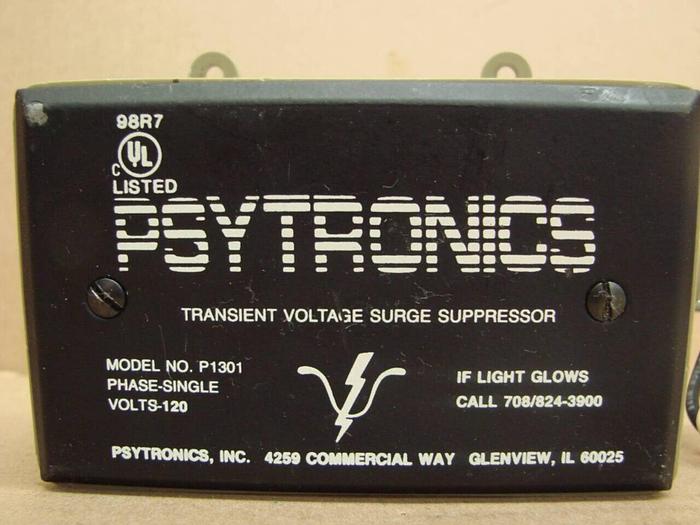 98R7
C UL
LISTED
PSYTRONICS
TRANSIENT VOLTAGE SURGE SUPPRESSOR
MODEL NO. P1301
PHASE-SINGLE
VOLTS-120
IF LIGHT GLOWS
CALL 708/824-3900
PSYTRONICS, INC. 4259 COMMERCIAL WAY GLENVIEW, IL 60025